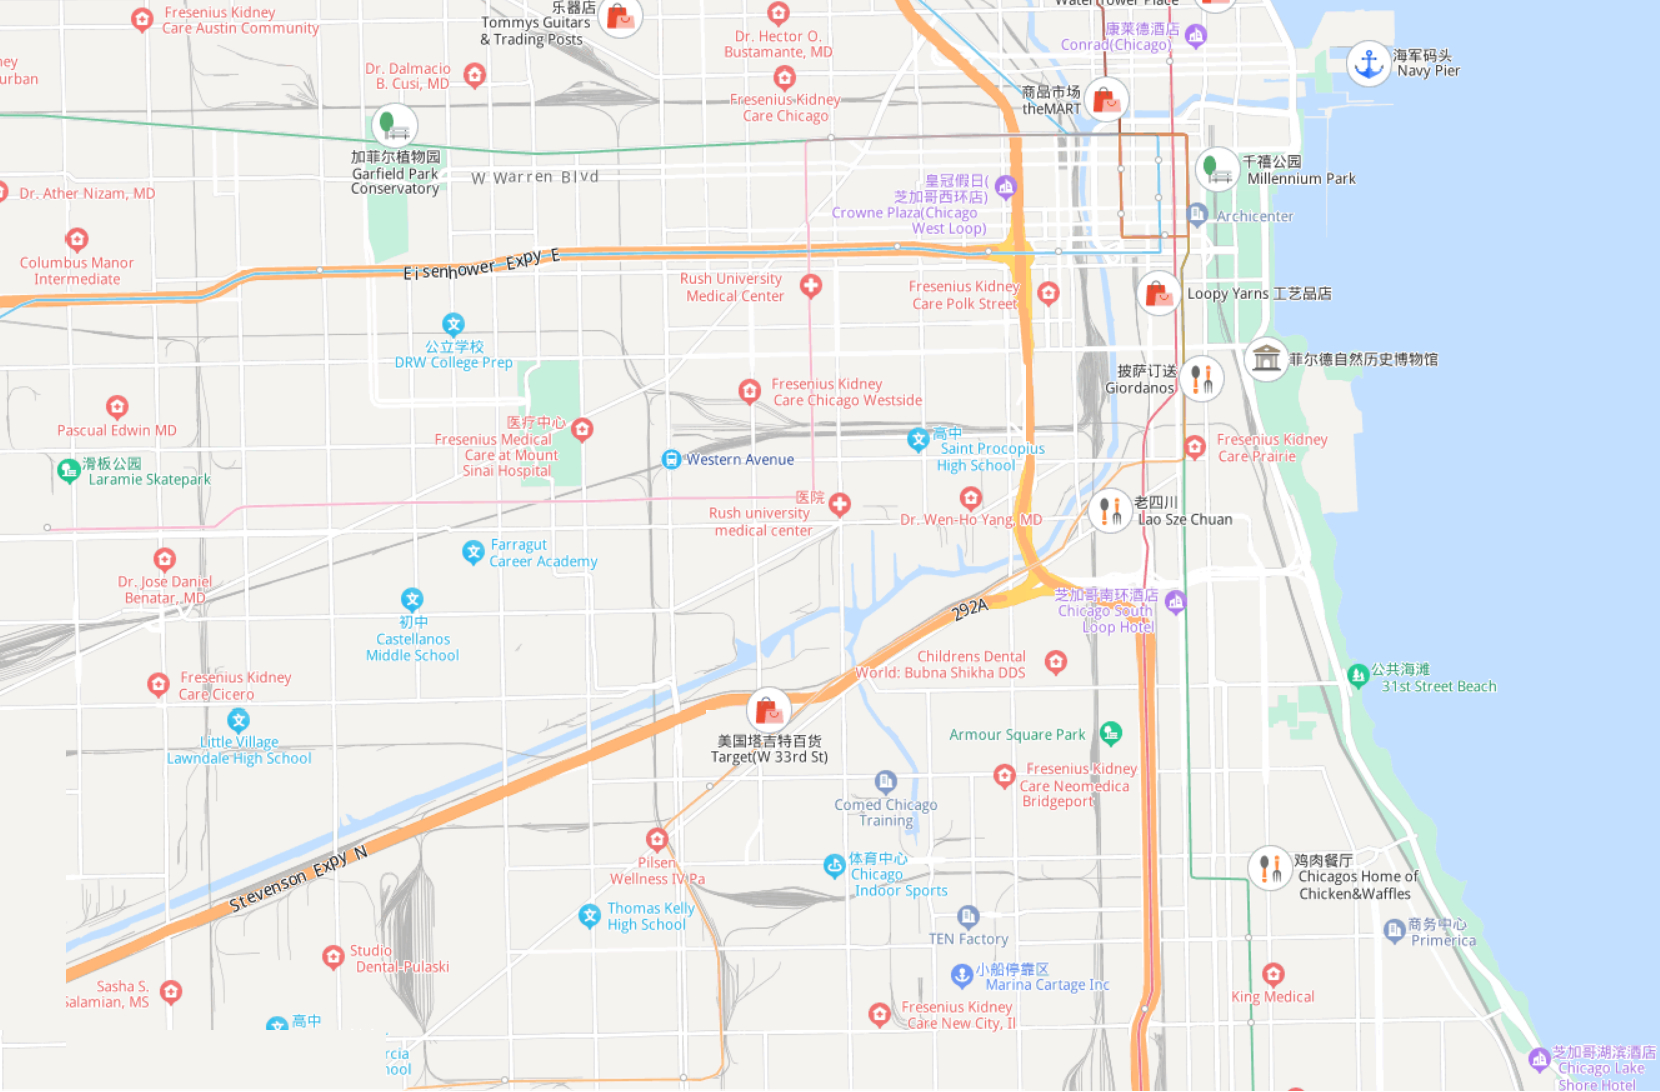 Fresenius Kidney
Care Austin Community
乐器店
Tommys Guitars
& Trading Posts
Dr. Hector O.
Bustamante, MD
康莱德酒店
Conrad(Chicago)
海军码头
Navy Pier
urban
Dr. Dalmacio
B. Cusi, MD
Fresenius Kidney
Care Chicago
商品市场
theMART
加菲尔植物园
Garfield Park
Conservatory
W Warren Blvd
千禧公园
Millennium Park
Dr. Ather Nizam, MD
皇冠假日(
芝加哥西环店)
Crowne Plaza(Chicago
West Loop)
Archicenter
Columbus Manor
Intermediate
Eisenhower Expy E
Rush University
Medical Center
Fresenius Kidney
Care Polk Street
Loopy Yarns 工艺品店
公立学校
DRW College Prep
菲尔德自然历史博物馆
披萨订送
Giordanos
Fresenius Kidney
Care Chicago Westside
Pascual Edwin MD
医疗中心
Fresenius Medical
Care at Mount
Sinai Hospital
高中
Saint Procopius
High School
Fresenius Kidney
Care Prairie
滑板公园
Laramie Skatepark
Western Avenue
医院
Rush university
medical center
Dr. Wen-Ho Yang, MD
老四川
Lao Sze Chuan
Farragut
Career Academy
Dr. Jose Daniel
Benatar, MD
初中
Castellanos
Middle School
292A
芝加哥南环酒店
Chicago South
Loop Hotel
Fresenius Kidney
Care Cicero
Childrens Dental
World: Bubna Shikha DDS
公共海滩
31st Street Beach
Little Village
Lawndale High School
美国塔吉特百货
Target(W 33rd St)
Armour Square Park
Fresenius Kidney
Care Neomedica
Bridgeport
Comed Chicago
Training
Stevenson Expy N
Pilsen
Wellness IV Pa
体育中心
Chicago
Indoor Sports
鸡肉餐厅
Chicagos Home of
Chicken&Waffles
Thomas Kelly
High School
TEN Factory
商务中心
Primerica
Studio
Dental-Pulaski
小船停靠区
Marina Cartage Inc
Sasha S.
Salamian, MS
King Medical
高中
Fresenius Kidney
Care New City, Il
芝加哥湖滨酒店
Chicago Lake
Shore Hotel